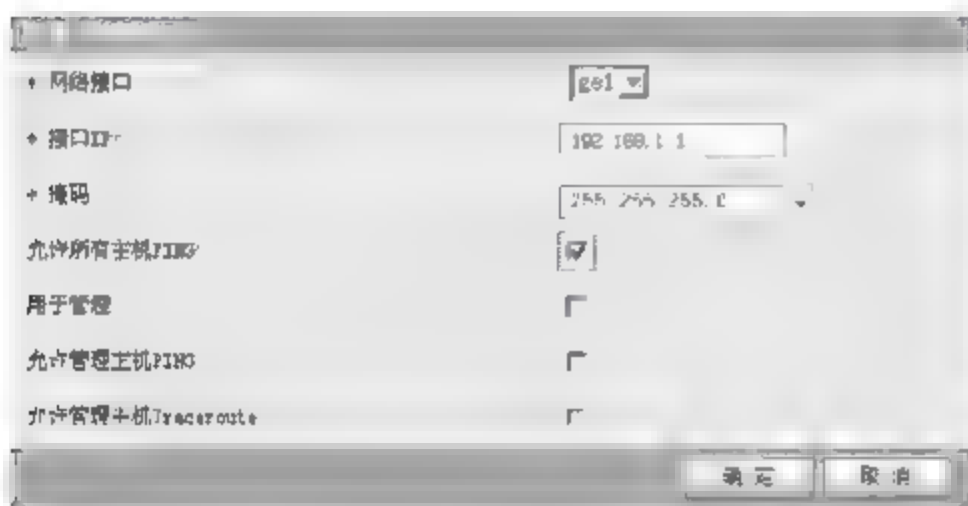 * 网络接口 ge1
* 接口IP: 192.168.1.1
* 掩码 255.255.255.0
允许所有主机PING
用于管理
允许管理主机PING
允许管理主机Traceroute
确定 取消